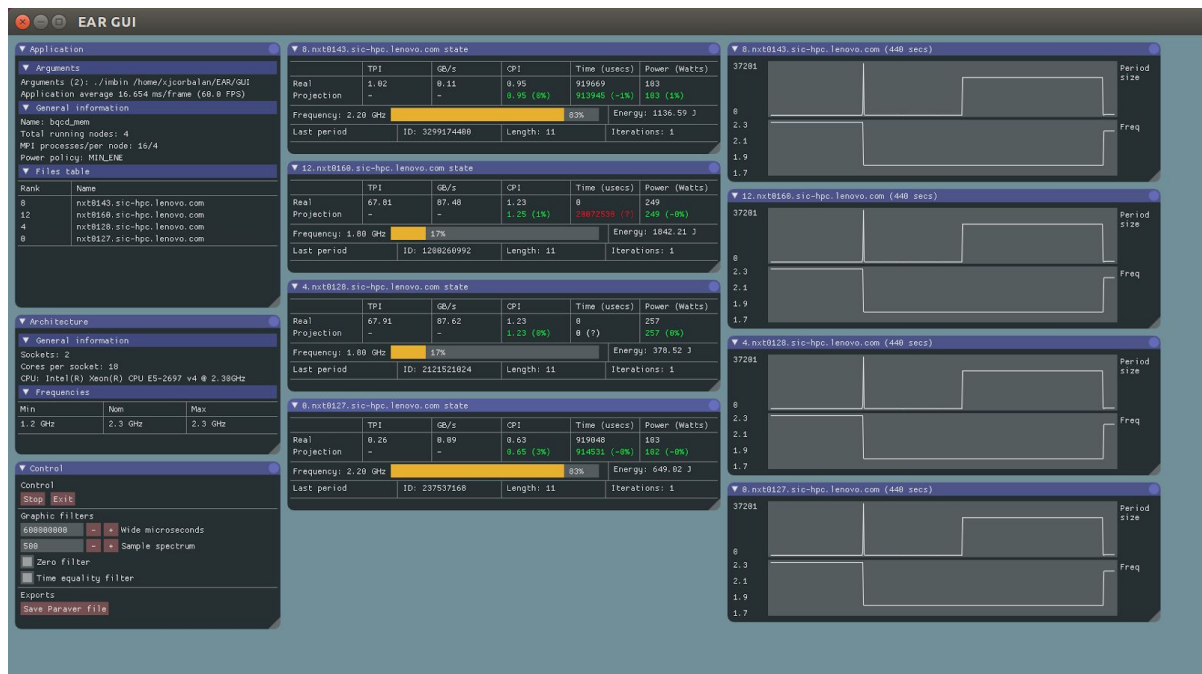 EAR GUI
Application
Arguments
Arguments (2): ./imbin /home/xjcorbalan/EAR/GUI
Application average 16.654 ms/frame (60.0 FPS)
General information
Name: bqcd_mem
Total running nodes: 4
MPI processes/per node: 16/4
Power policy: MIN_ENE
Files table
Rank Name
8 nxt0143.sic-hpc.lenovo.com
12 nxt0160.sic-hpc.lenovo.com
4 nxt0128.sic-hpc.lenovo.com
0 nxt0127.sic-hpc.lenovo.com
Architecture
General information
Sockets: 2
Cores per socket: 18
CPU: Intel(R) Xeon(R) CPU E5-2697 v4 @ 2.30GHz
Frequencies
Min Nom Max
1.2 GHz 2.3 GHz 2.3 GHz
Control
Control
Stop Exit
Graphic filters
600000000 - + Wide microseconds
500 - + Sample spectrum
Zero filter
Time equality filter
Exports
Save Paraver file
8.nxt0143.sic-hpc.lenovo.com state
TPI GB/s CPI Time (usecs) Power (Watts)
Real 1.02 0.11 0.95 919669 103
Projection - - 0.95 (0%) 913945 (-1%) 103 (1%)
Frequency: 2.20 GHz 83% Energy: 1136.59 J
Last period ID: 3299174400 Length: 11 Iterations: 1
12.nxt0160.sic-hpc.lenovo.com state
TPI GB/s CPI Time (usecs) Power (Watts)
Real 67.81 87.48 1.23 0 249
Projection - - 1.25 (1%) 20072538 (?) 249 (-0%)
Frequency: 1.80 GHz 17% Energy: 1842.21 J
Last period ID: 1200260992 Length: 11 Iterations: 1
4.nxt0128.sic-hpc.lenovo.com state
TPI GB/s CPI Time (usecs) Power (Watts)
Real 67.91 87.62 1.23 0 257
Projection - - 1.23 (0%) 0 (?) 257 (0%)
Frequency: 1.80 GHz 17% Energy: 378.52 J
Last period ID: 2121521024 Length: 11 Iterations: 1
0.nxt0127.sic-hpc.lenovo.com state
TPI GB/s CPI Time (usecs) Power (Watts)
Real 0.26 0.09 0.63 919048 103
Projection - - 0.65 (3%) 914531 (-0%) 102 (-0%)
Frequency: 2.20 GHz 83% Energy: 649.02 J
Last period ID: 237537168 Length: 11 Iterations: 1
8.nxt0143.sic-hpc.lenovo.com (440 secs)
37201 Period
size
0
2.3 Freq
2.1
1.9
1.7
12.nxt0160.sic-hpc.lenovo.com (440 secs)
37201 Period
size
0
2.3 Freq
2.1
1.9
1.7
4.nxt0128.sic-hpc.lenovo.com (440 secs)
37201 Period
size
0
2.3 Freq
2.1
1.9
1.7
0.nxt0127.sic-hpc.lenovo.com (440 secs)
37201 Period
size
0
2.3 Freq
2.1
1.9
1.7